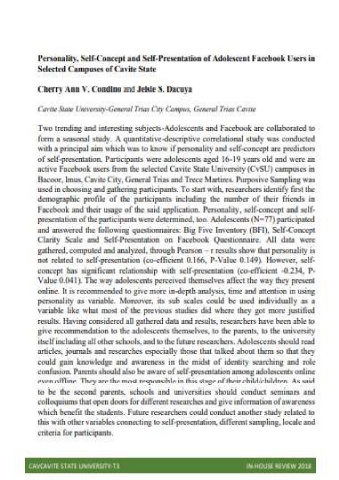 Personality, Self-Concept and Self-Presentation of Adolescent Facebook Users in
Selected Campuses of Cavite State
Cherry Ann V. Condino and Jelsie S. Dacuya
Cavite State University-General Trias City Campus, General Trias Cavite
Two trending and interesting subjects-Adolescents and Facebook are collaborated to
form a seasonal study. A quantitative-descriptive correlational study was conducted
with a principal aim which was to know if personality and self-concept are predictors
of self-presentation. Participants were adolescents aged 16-19 years old and were an
active Facebook users from the selected Cavite State University (CvSU) campuses in
Bacoor, Imus, Cavite City, General Trias and Trece Martires. Purposive Sampling was
used in choosing and gathering participants. To start with, researchers identify first the
demographic profile of the participants including the number of their friends in
Facebook and their usage of the said application. Personality, self-concept and self-
presentation of the participants were determined, too. Adolescents (N=77) participated
and answered the following questionnaires: Big Five Inventory (BFI), Self-Concept
Clarity Scale and Self-Presentation on Facebook Questionnaire. All data were
gathered, computed and analyzed, through Pearson – r results show that personality is
not related to self-presentation (co-efficient 0.166, P-Value 0.149). However, self-
concept has significant relationship with self-presentation (co-efficient -0.234, P-
Value 0.041). The way adolescents perceived themselves affect the way they present
online. It is recommended to give more in-depth analysis, time and attention in using
personality as variable. Moreover, its sub scales could be used individually as a
variable like what most of the previous studies did where they got more justified
results. Having considered all gathered data and results, researchers have been able to
give recommendation to the adolescents themselves, to the parents, to the university
itself including all other schools, and to the future researchers. Adolescents should read
articles, journals and researches especially those that talked about them so that they
could gain knowledge and awareness in the midst of identity searching and role
confusion. Parents should also be aware of self-presentation among adolescents online
even offline. They are the most responsible in this stage of their child/children. As said
to be the second parents, schools and universities should conduct seminars and
colloquiums that open doors for different researches and give information of awareness
which benefit the students. Future researchers could conduct another study related to
this with other variables connecting to self-presentation, different sampling, locale and
criteria for participants.
CAVCAVITE STATE UNIVERSITY-T3 IN-HOUSE REVIEW 2018